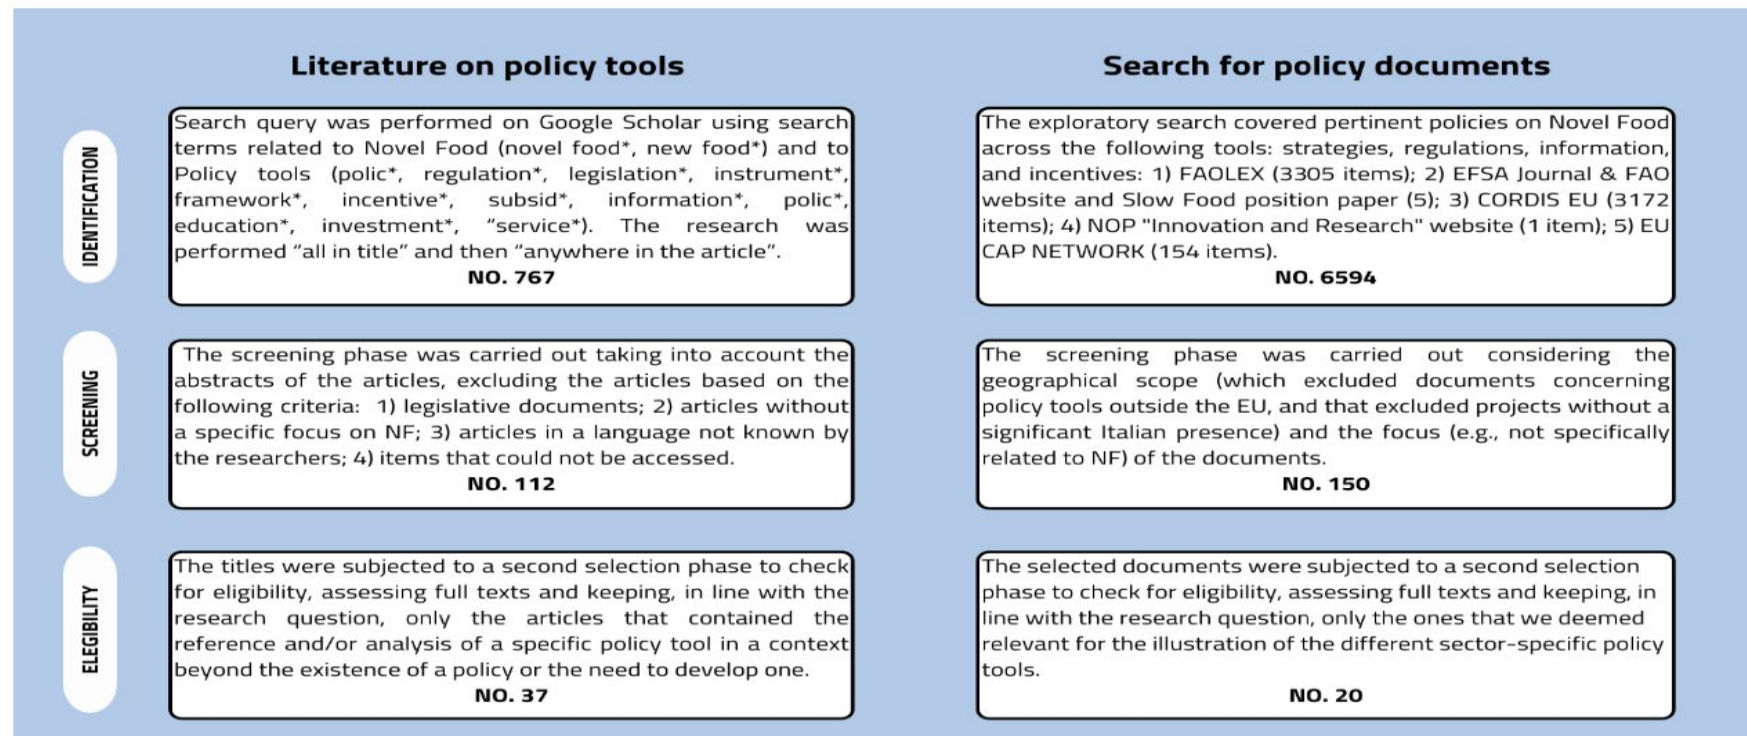 Literature on policy tools
Search for policy documents
IDENTIFICATION
Search query was performed on Google Scholar using search
terms related to Novel Food (novel food*, new food*) and to
Policy tools (polic*, regulation*, legislation*, instrument*,
framework*, incentive*, subsid*, information*, polic*,
education*, investment*, “service*). The research was
performed “all in title” and then “anywhere in the article”.
NO. 767
The exploratory search covered pertinent policies on Novel Food
across the following tools: strategies, regulations, information,
and incentives: 1) FAOLEX (3305 items); 2) EFSA Journal & FAO
website and Slow Food position paper (5); 3) CORDIS EU (3172
items); 4) NOP "Innovation and Research" website (1 item); 5) EU
CAP NETWORK (154 items).
NO. 6594
SCREENING
The screening phase was carried out taking into account the
abstracts of the articles, excluding the articles based on the
following criteria: 1) legislative documents; 2) articles without
a specific focus on NF; 3) articles in a language not known by
the researchers; 4) items that could not be accessed.
NO. 112
The screening phase was carried out considering the
geographical scope (which excluded documents concerning
policy tools outside the EU, and that excluded projects without a
significant Italian presence) and the focus (e.g., not specifically
related to NF) of the documents.
NO. 150
ELEGIBILITY
The titles were subjected to a second selection phase to check
for eligibility, assessing full texts and keeping, in line with the
research question, only the articles that contained the
reference and/or analysis of a specific policy tool in a context
beyond the existence of a policy or the need to develop one.
NO. 37
The selected documents were subjected to a second selection
phase to check for eligibility, assessing full texts and keeping, in
line with the research question, only the ones that we deemed
relevant for the illustration of the different sector-specific policy
tools.
NO. 20